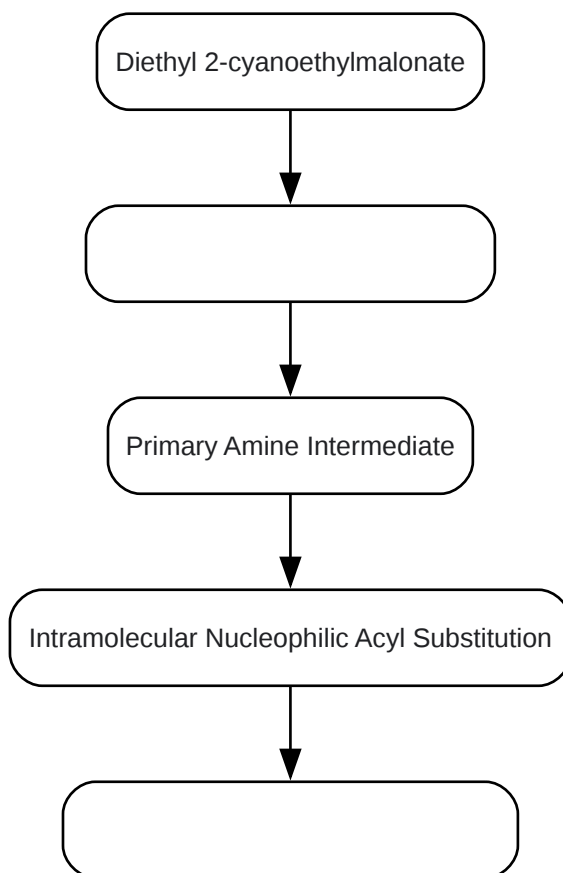 Diethyl 2-cyanoethylmalonate
Primary Amine Intermediate
Intramolecular Nucleophilic Acyl Substitution